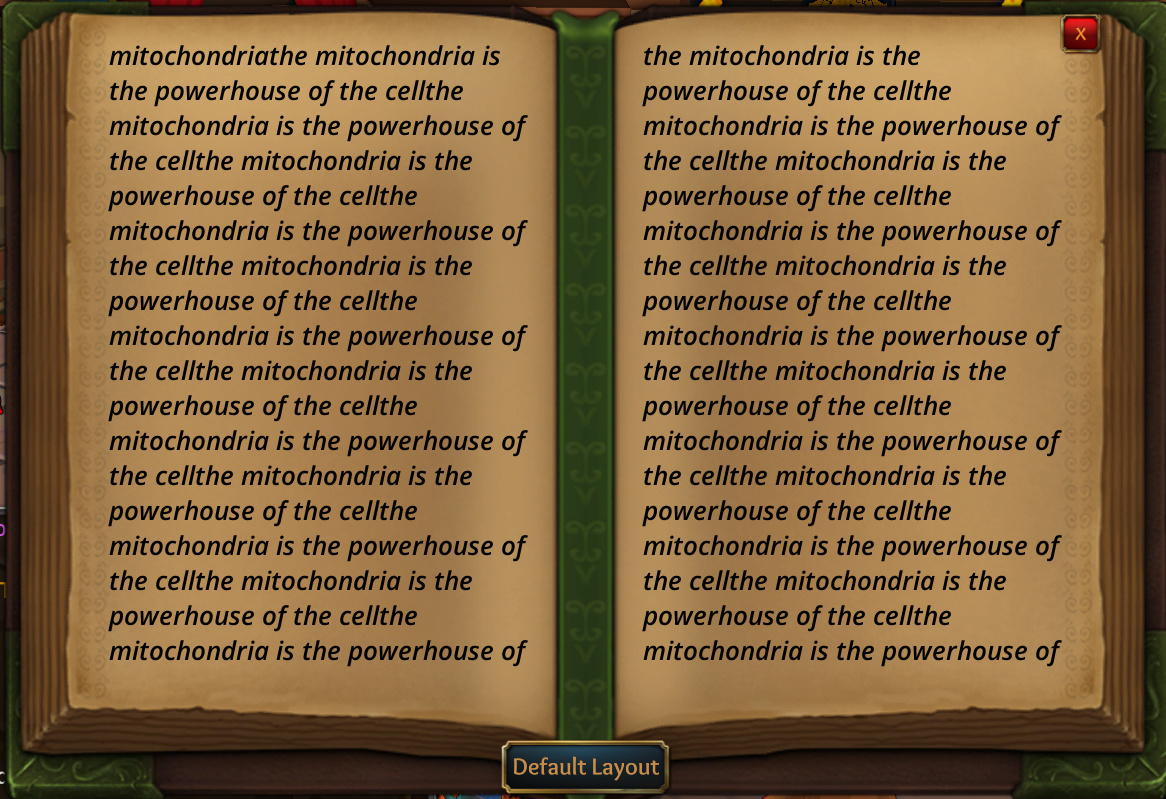 mitochondriathe mitochondria is
the powerhouse of the cellthe
mitochondria is the powerhouse of
the cellthe mitochondria is the
powerhouse of the cellthe
mitochondria is the powerhouse of
the cellthe mitochondria is the
powerhouse of the cellthe
mitochondria is the powerhouse of
the cellthe mitochondria is the
powerhouse of the cellthe
mitochondria is the powerhouse of
the cellthe mitochondria is the
powerhouse of the cellthe
mitochondria is the powerhouse of
the cellthe mitochondria is the
powerhouse of the cellthe
mitochondria is the powerhouse of
X
the mitochondria is the
powerhouse of the cellthe
mitochondria is the powerhouse of
the cellthe mitochondria is the
powerhouse of the cellthe
mitochondria is the powerhouse of
the cellthe mitochondria is the
powerhouse of the cellthe
mitochondria is the powerhouse of
the cellthe mitochondria is the
powerhouse of the cellthe
mitochondria is the powerhouse of
the cellthe mitochondria is the
powerhouse of the cellthe
mitochondria is the powerhouse of
the cellthe mitochondria is the
powerhouse of the cellthe
mitochondria is the powerhouse of
Default Layout